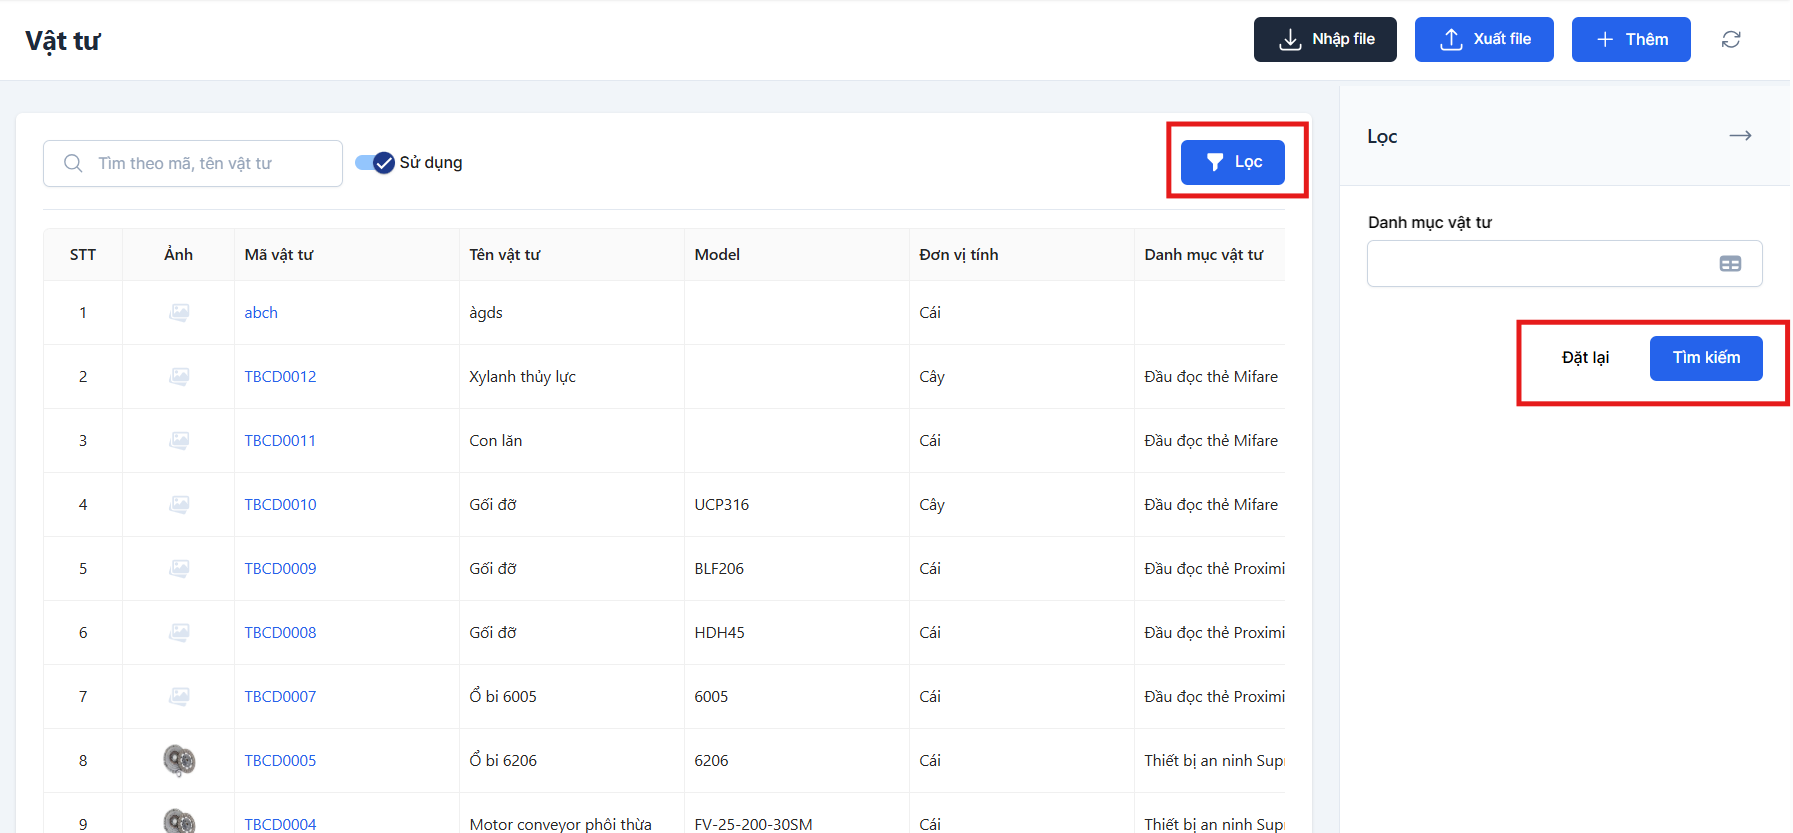 Vật tư
Nhập file
Xuất file
Thêm
Tìm theo mã, tên vật tư
Sử dụng
Lọc
STT Ảnh Mã vật tư Tên vật tư Model Đơn vị tính Danh mục vật tư
1 abch àgds Cái
2 TBCD0012 Xylanh thủy lực Cây Đầu đọc thẻ Mifare
3 TBCD0011 Con lăn Cái Đầu đọc thẻ Mifare
4 TBCD0010 Gối đỡ UCP316 Cây Đầu đọc thẻ Mifare
5 TBCD0009 Gối đỡ BLF206 Cái Đầu đọc thẻ Proximi
6 TBCD0008 Gối đỡ HDH45 Cái Đầu đọc thẻ Proximi
7 TBCD0007 Ổ bi 6005 6005 Cái Đầu đọc thẻ Proximi
8 TBCD0005 Ổ bi 6206 6206 Cái Thiết bị an ninh Sup
9 TBCD0004 Motor conveyor phôi thừa FV-25-200-30SM Cái Thiết bị an ninh Sup
Lọc
Danh mục vật tư
Đặt lại
Tìm kiếm